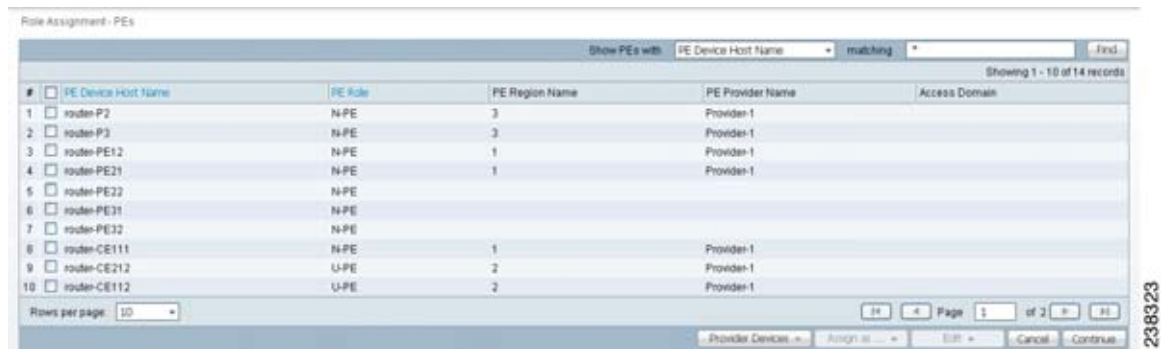 Role Assignment - PEs
Show PEs with PE Device Host Name matching * Find
Showing 1 - 10 of 14 records
# PE Device Host Name PE Role PE Region Name PE Provider Name Access Domain
1 router-P2 N-PE 3 Provider-1
2 router-P3 N-PE 3 Provider-1
3 router-PE12 N-PE 1 Provider-1
4 router-PE21 N-PE 1 Provider-1
5 router-PE22 N-PE
6 router-PE31 N-PE
7 router-PE32 N-PE
8 router-CE111 N-PE 1 Provider-1
9 router-CE212 U-PE 2 Provider-1
10 router-CE112 U-PE 2 Provider-1
Rows per page: 10 Page 1 of 2
Provider Devices Assign as ... Edit Cancel Continue
238323